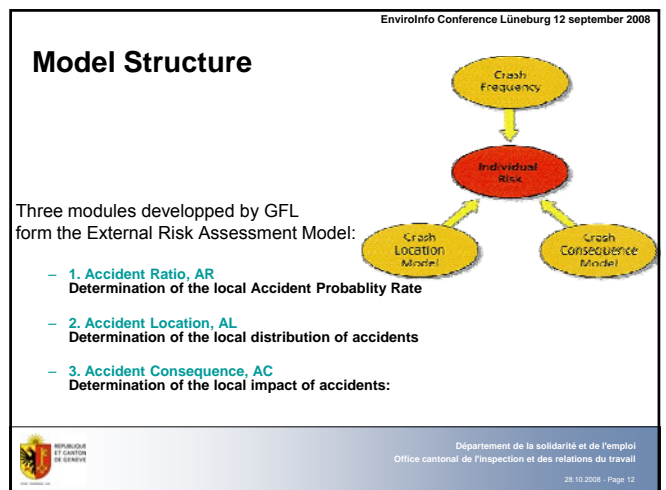 EnviroInfo Conference Lüneburg 12 september 2008
Model Structure
Crash
Frequency
Individual
Risk
Crash
Location
Model
Crash
Consequence
Model
Three modules developped by GFL
form the External Risk Assessment Model:
– 1. Accident Ratio, AR
Determination of the local Accident Probablity Rate
– 2. Accident Location, AL
Determination of the local distribution of accidents
– 3. Accident Consequence, AC
Determination of the local impact of accidents:
REPUBLIQUE
ET CANTON
DE GENEVE
Département de la solidarité et de l'emploi
Office cantonal de l'inspection et des relations du travail
28.10.2008 - Page 12